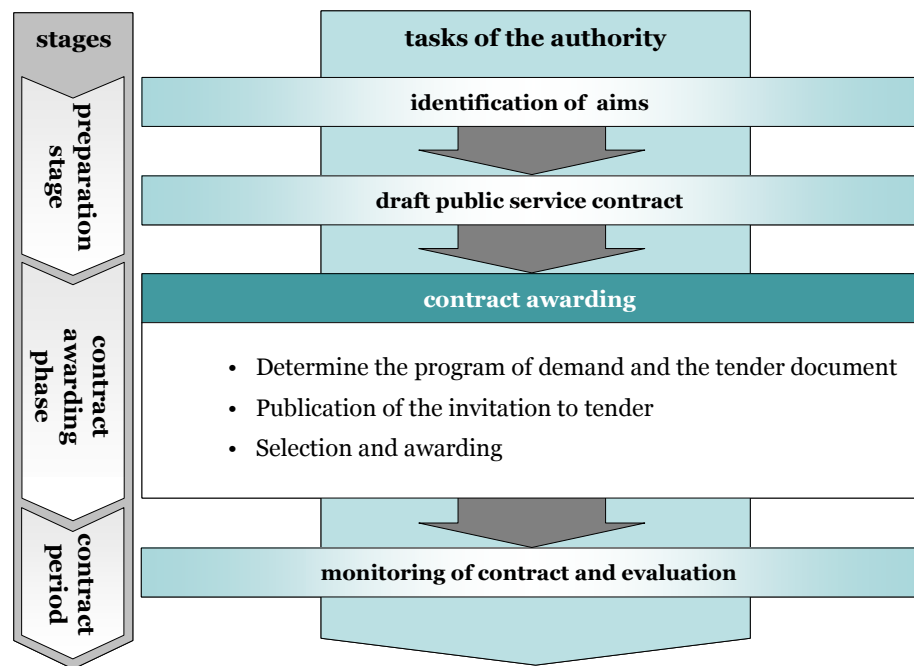 stages
tasks of the authority
preparation
stage
identification of aims
draft public service contract
contract
awarding
phase
contract awarding
• Determine the program of demand and the tender document
• Publication of the invitation to tender
• Selection and awarding
contract
period
monitoring of contract and evaluation